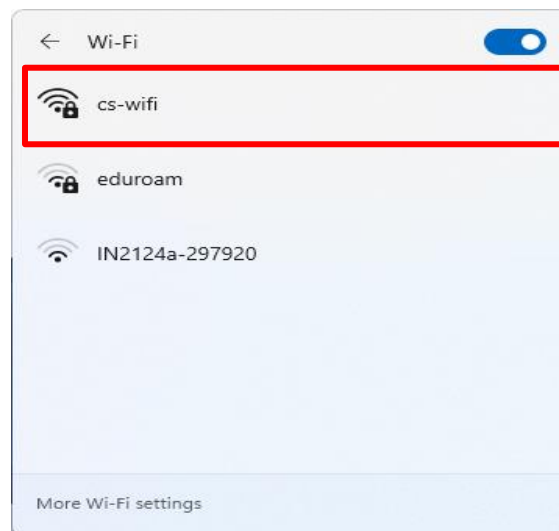 Wi-Fi
cs-wifi
eduroam
IN2124a-297920
More Wi-Fi settings